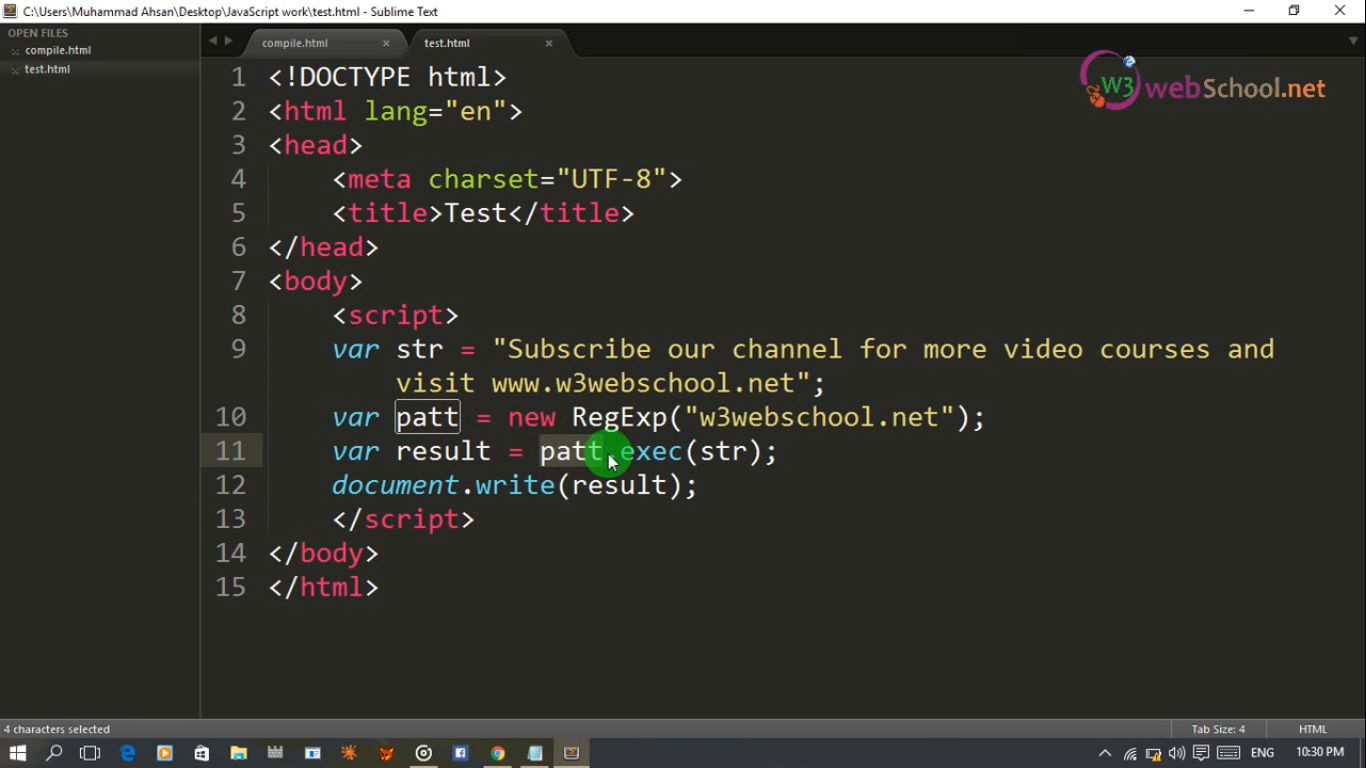 C:\Users\Muhammad Ahsan\Desktop\JavaScript work\test.html - Sublime Text
OPEN FILES
compile.html
test.html
compile.html
test.html
W3 webSchool.net
1 <!DOCTYPE html>
2 <html lang="en">
3 <head>
4 <meta charset="UTF-8">
5 <title>Test</title>
6 </head>
7 <body>
8 <script>
9 var str = "Subscribe our channel for more video courses and
visit www.w3webschool.net";
10 var patt = new RegExp("w3webschool.net");
11 var result = patt.exec(str);
12 document.write(result);
13 </script>
14 </body>
15 </html>
4 characters selected
Tab Size: 4
HTML
ENG
10:30 PM